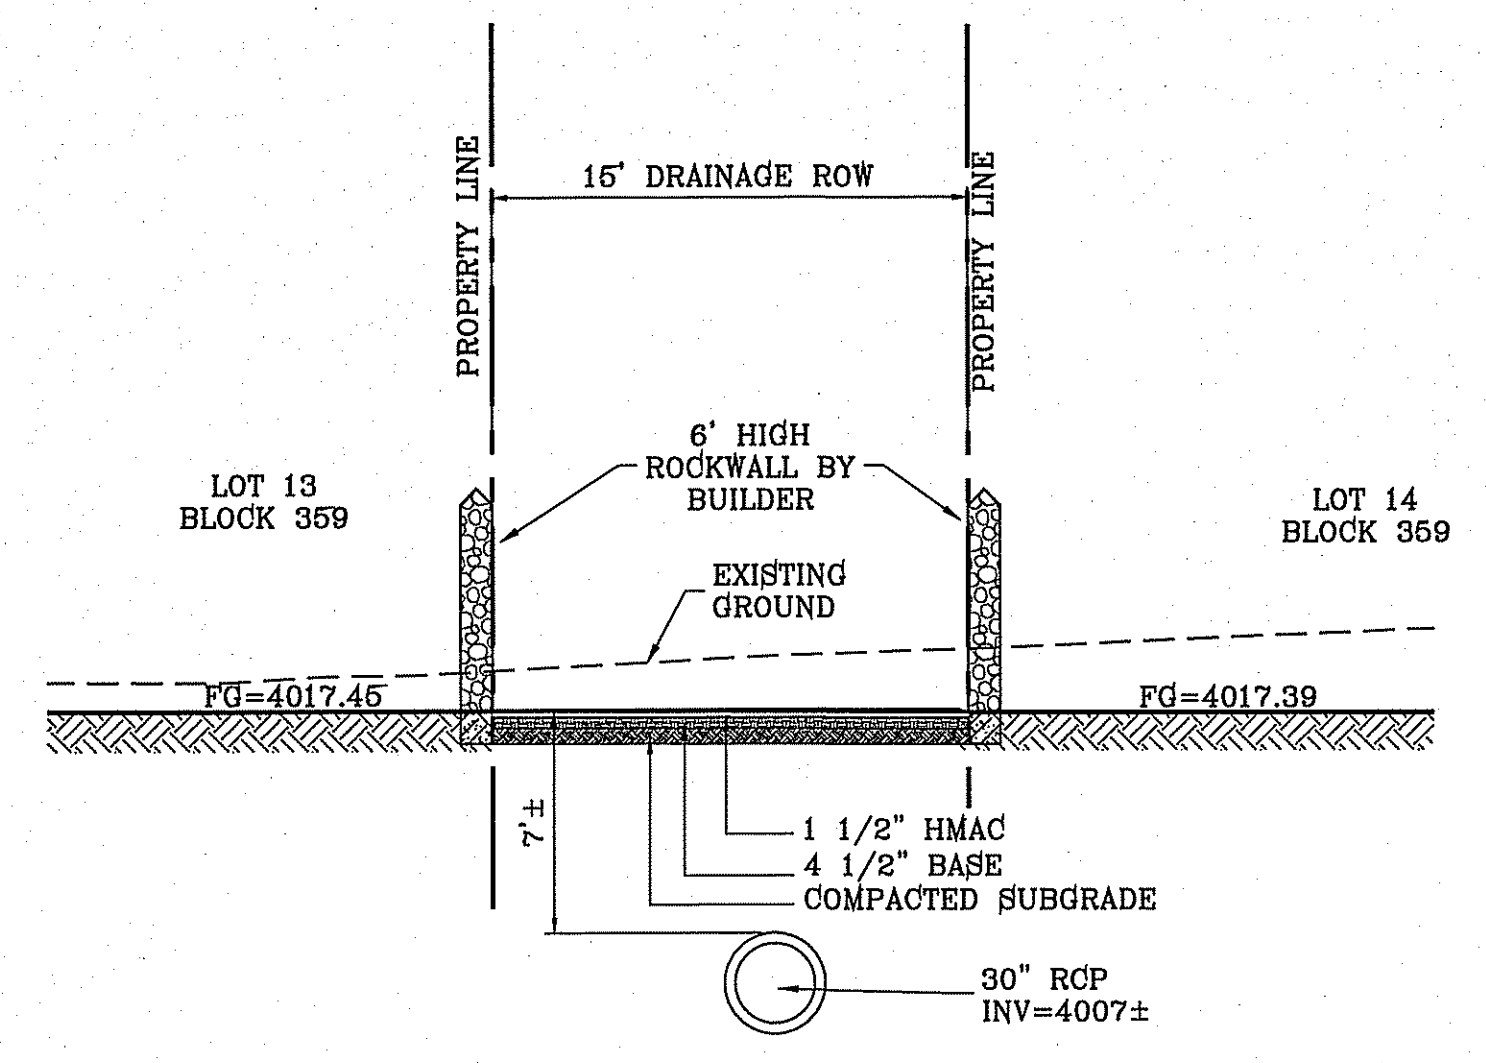 15' DRAINAGE ROW
PROPERTY LINE
PROPERTY LINE
6' HIGH
ROCKWALL BY
BUILDER
LOT 13
BLOCK 359
LOT 14
BLOCK 359
EXISTING
GROUND
FG=4017.45
FG=4017.39
7'±
1 1/2" HMAC
4 1/2" BASE
COMPACTED SUBGRADE
30" RCP
INV=4007±